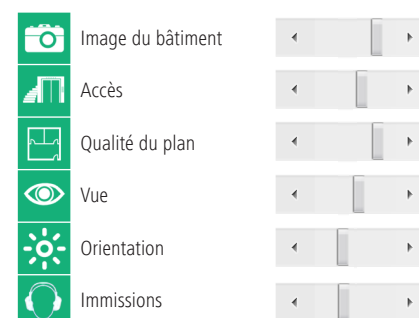 Image du bâtiment
Accès
Qualité du plan
Vue
Orientation
Immissions